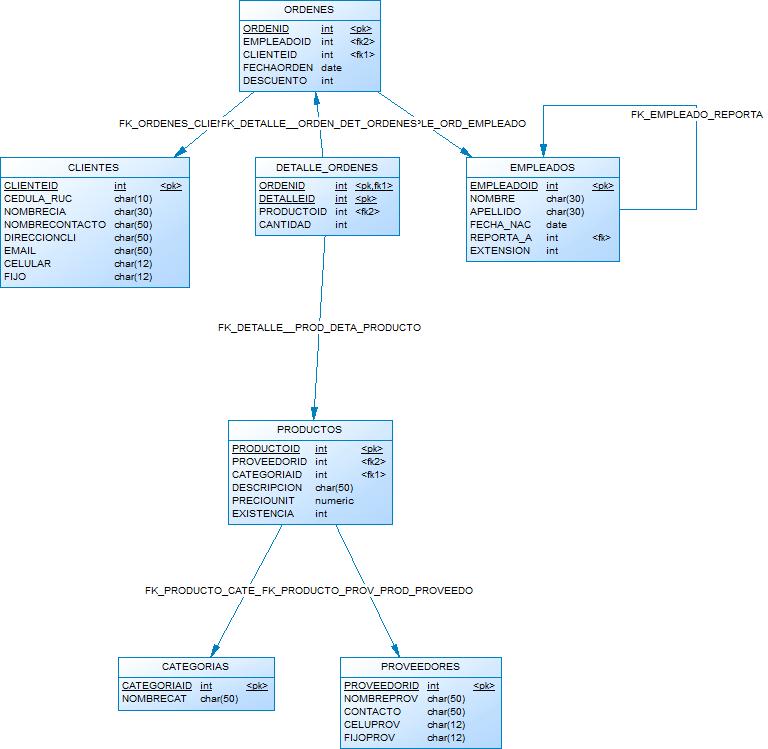 ORDENES
ORDENID int <pk>
EMPLEADOID int <fk2>
CLIENTEID int <fk1>
FECHAORDEN date
DESCUENTO int
FK_ORDENES_CLIE
FK_DETALLE__ORDEN_DET_ORDENES
LE_ORD_EMPLEADO
FK_EMPLEADO_REPORTA
CLIENTES
CLIENTEID int <pk>
CEDULA_RUC char(10)
NOMBRECIA char(30)
NOMBRECONTACTO char(50)
DIRECCIONCLI char(50)
EMAIL char(50)
CELULAR char(12)
FIJO char(12)
DETALLE_ORDENES
ORDENID int <pk,fk1>
DETALLEID int <pk>
PRODUCTOID int <fk2>
CANTIDAD int
EMPLEADOS
EMPLEADOID int <pk>
NOMBRE char(30)
APELLIDO char(30)
FECHA_NAC date
REPORTA_A int <fk>
EXTENSION int
FK_DETALLE__PROD_DETA_PRODUCTO
PRODUCTOS
PRODUCTOID int <pk>
PROVEEDORID int <fk2>
CATEGORIAID int <fk1>
DESCRIPCION char(50)
PRECIOUNIT numeric
EXISTENCIA int
FK_PRODUCTO_CATE_
FK_PRODUCTO_PROV_PROD_PROVEEDO
CATEGORIAS
CATEGORIAID int <pk>
NOMBRECAT char(50)
PROVEEDORES
PROVEEDORID int <pk>
NOMBREPROV char(50)
CONTACTO char(50)
CELUPROV char(12)
FIJOPROV char(12)